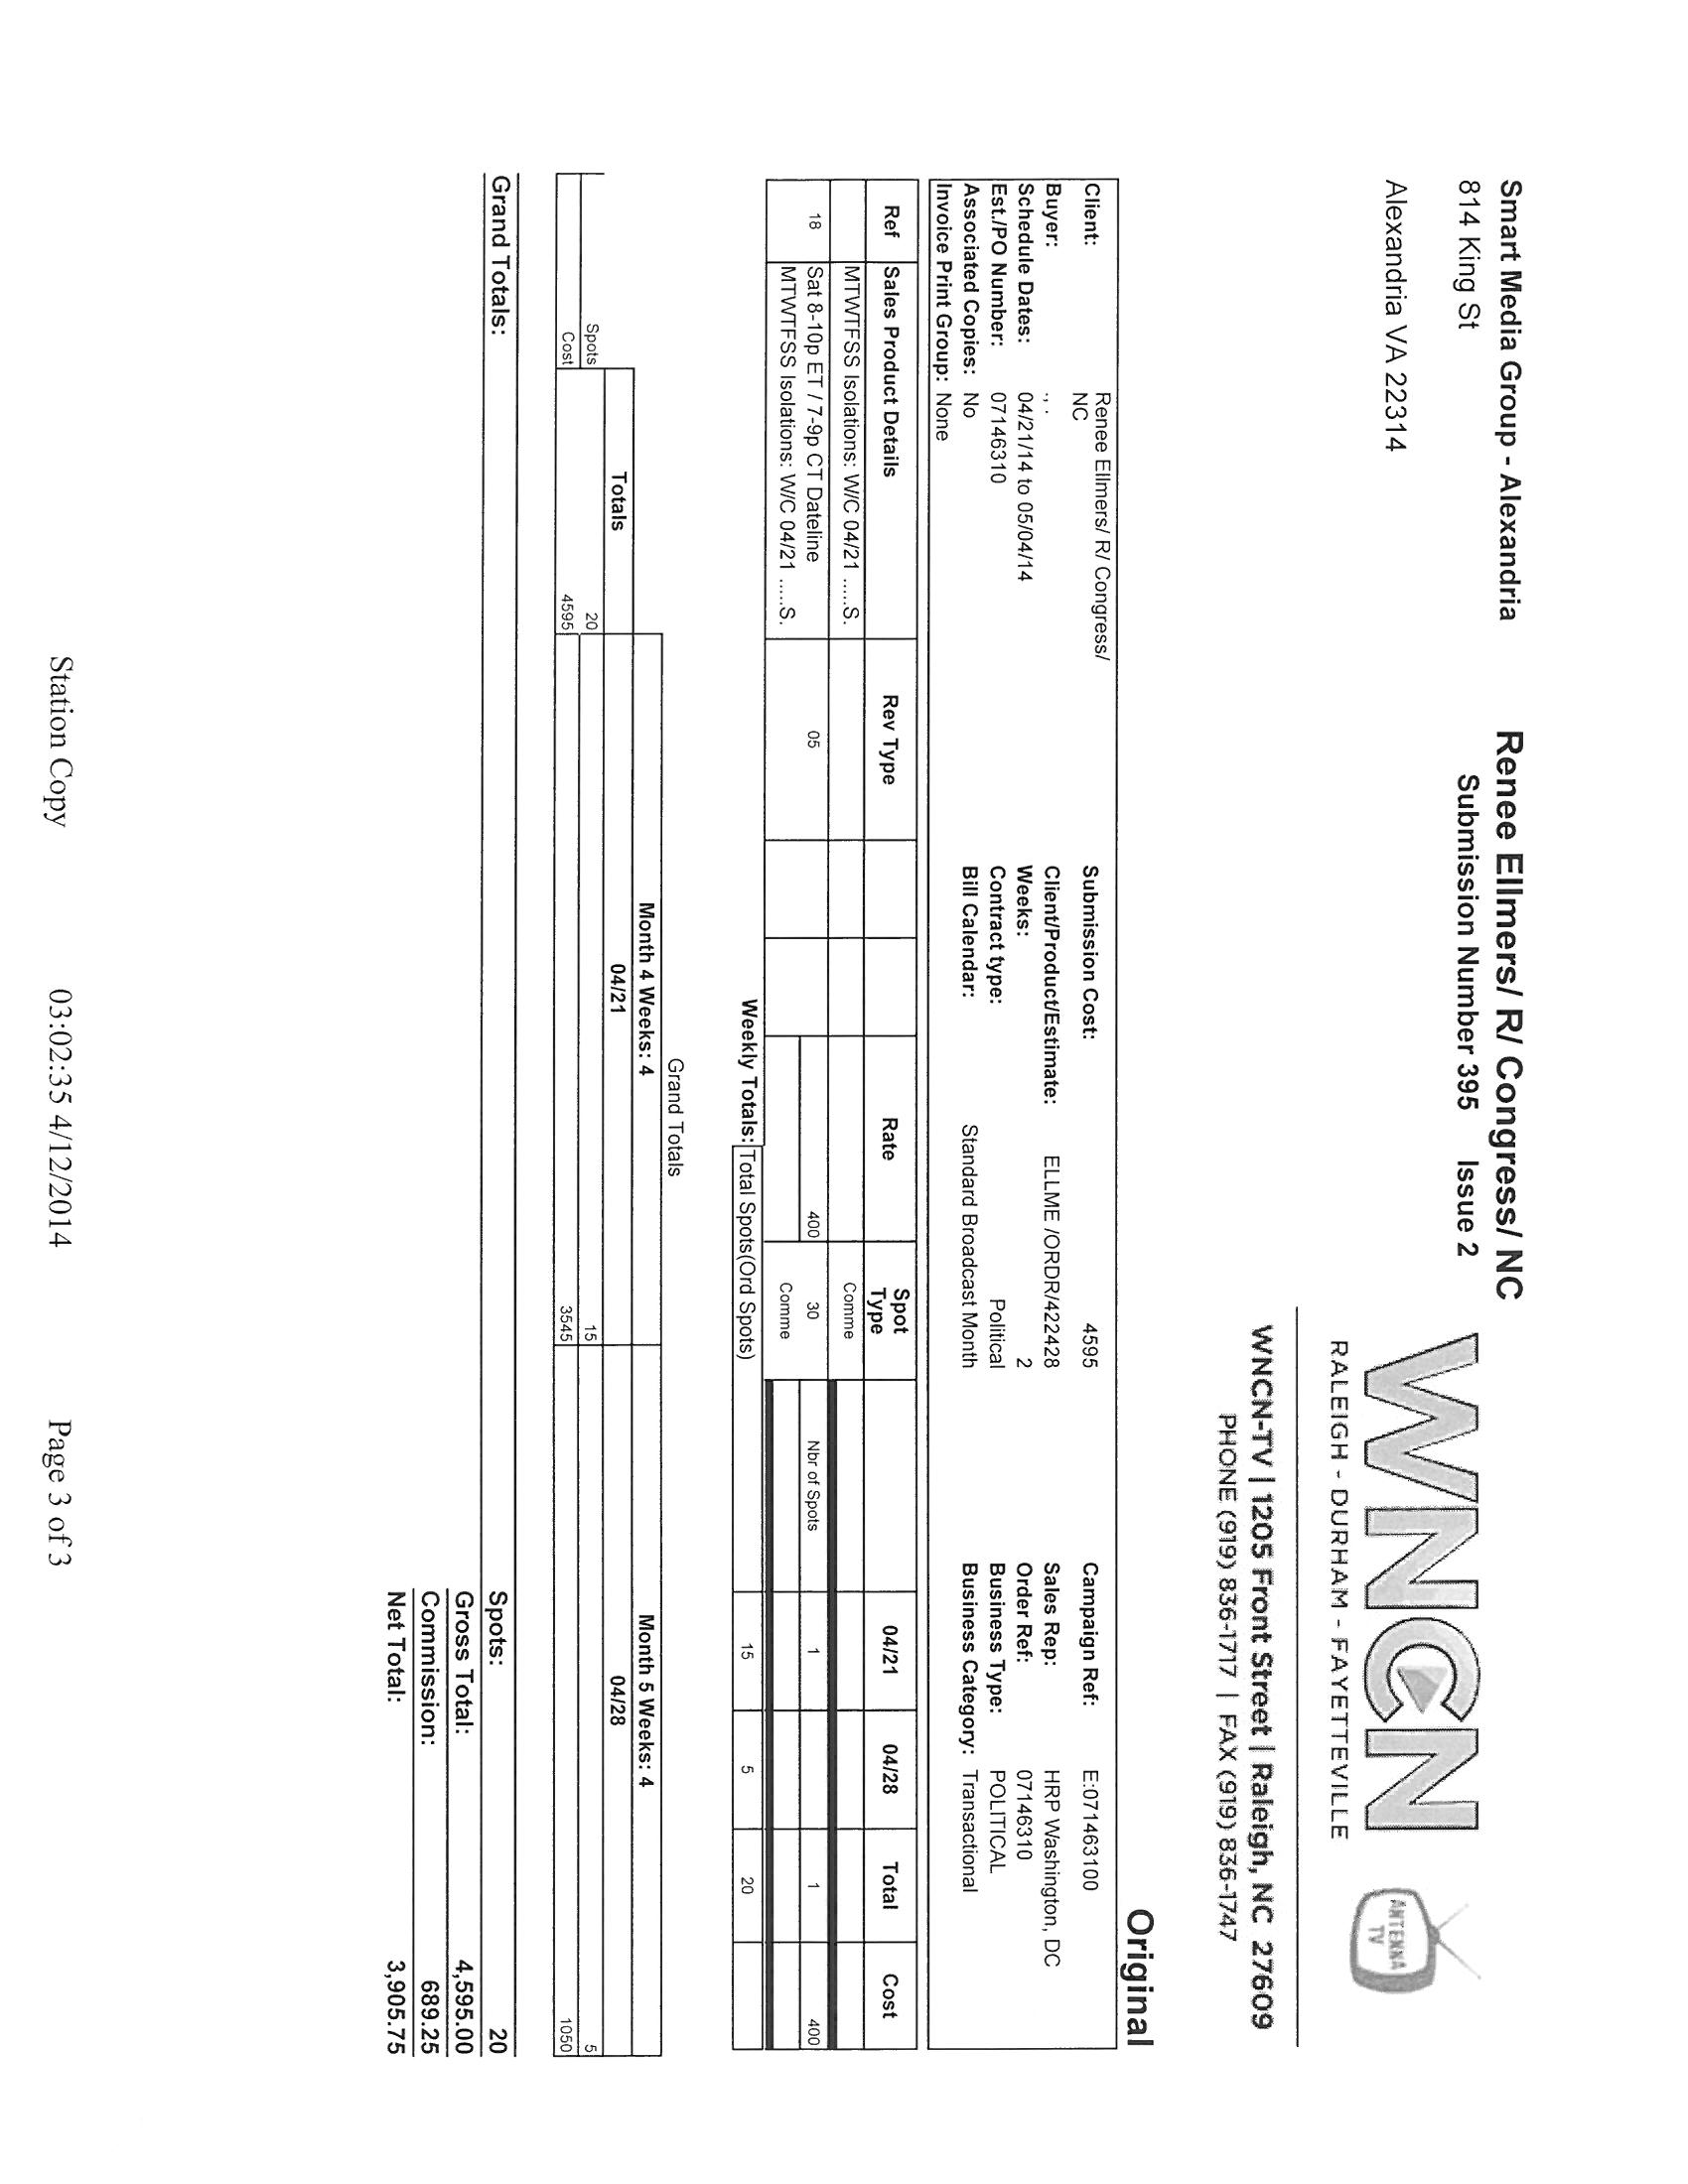 Smart Media Group - Alexandria
814 King St
Alexandria VA 22314
Renee Ellmers/ R/ Congress/ NC
Submission Number 395 Issue 2
WNCN
RALEIGH - DURHAM - FAYETTEVILLE
ANTENNA TV
WNCN-TV | 1205 Front Street | Raleigh, NC 27609
PHONE (919) 836-1717 | FAX (919) 836-1747
Original
Client: Renee Ellmers/ R/ Congress/ NC Submission Cost: 4595 Campaign Ref: E:071463100
Buyer: ., . Client/Product/Estimate: ELLME /ORDR/422428 Sales Rep: HRP Washington, DC
Schedule Dates: 04/21/14 to 05/04/14 Weeks: 2 Order Ref: 07146310
Est./PO Number: 07146310 Contract type: Political Business Type: POLITICAL
Associated Copies: No Bill Calendar: Standard Broadcast Month Business Category: Transactional
Invoice Print Group: None
Ref Sales Product Details Rev Type Rate Spot Type 04/21 04/28 Total Cost
MTWTFSS Isolations: W/C 04/21 .....S. Comme
18 Sat 8-10p ET / 7-9p CT Dateline 05 400 30 Nbr of Spots 1 1 400
MTWTFSS Isolations: W/C 04/21 .....S. Comme
Weekly Totals: Total Spots(Ord Spots) 15 5 20
Grand Totals
Month 4 Weeks: 4 Month 5 Weeks: 4
Totals 04/21 04/28
Spots 20 15 5
Cost 4595 3545 1050
Grand Totals: Spots: 20
Gross Total: 4,595.00
Commission: 689.25
Net Total: 3,905.75
Station Copy 03:02:35 4/12/2014 Page 3 of 3